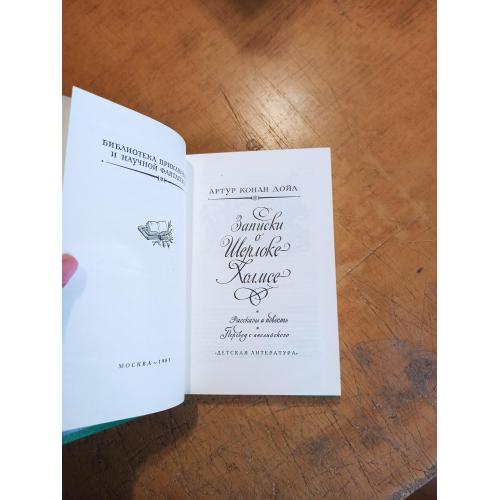 БИБЛИОТЕКА ПРИКЛЮЧЕНИЙ
И НАУЧНОЙ ФАНТАСТИКИ
МОСКВА ~ 1983
АРТУР КОНАН ДОЙЛ
Записки
о
Шерлоке
Холмсе
Рассказы и повесть
Перевод с английского
«ДЕТСКАЯ ЛИТЕРАТУРА»